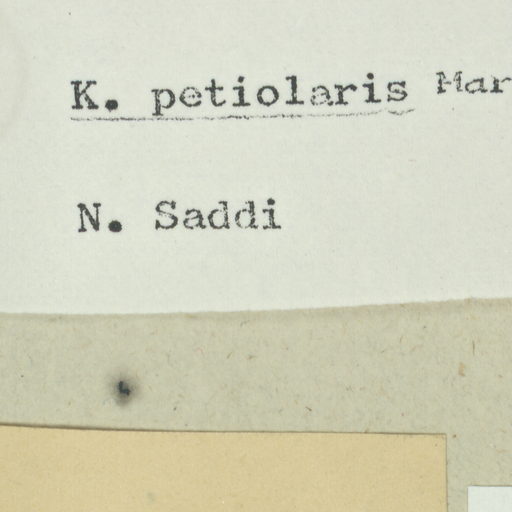 K. petiolaris Mar
N. Saddi